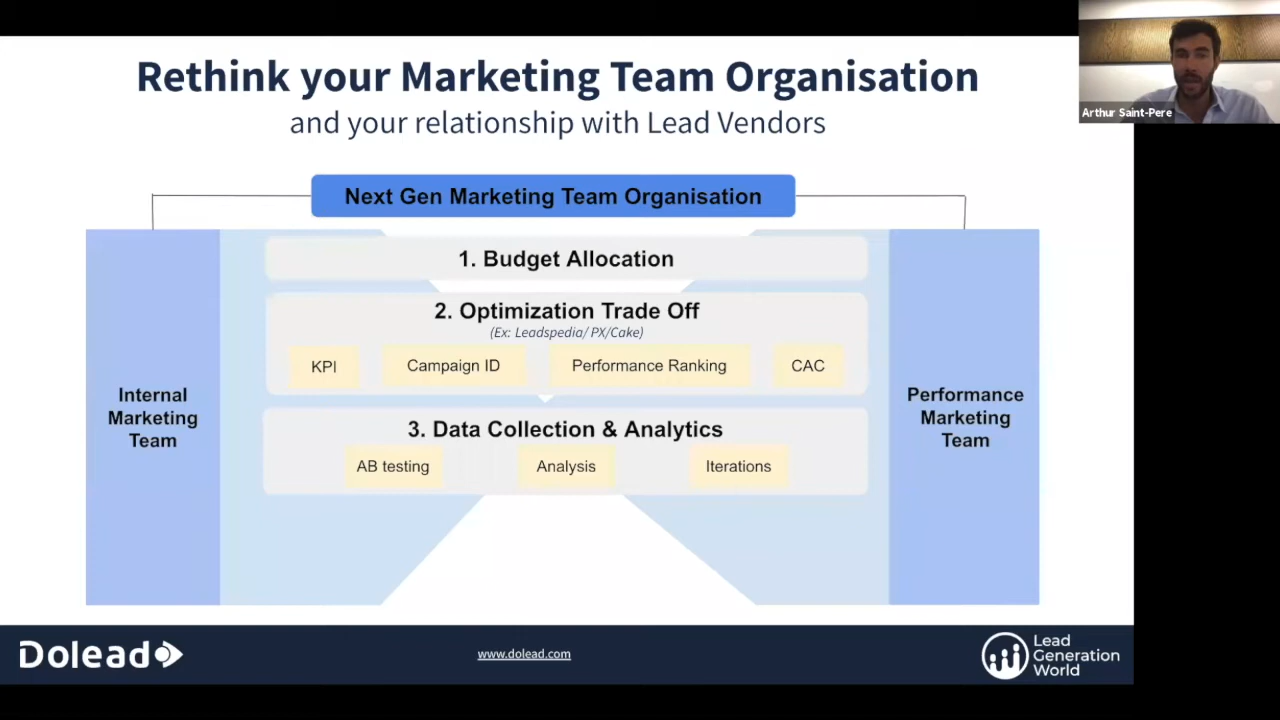 Rethink your Marketing Team Organisation
and your relationship with Lead Vendors
Arthur Saint-Pere
Next Gen Marketing Team Organisation
1. Budget Allocation
2. Optimization Trade Off
(Ex: Leadspedia/ PX/Cake)
KPI
Campaign ID
Performance Ranking
CAC
Internal
Marketing
Team
Performance
Marketing
Team
3. Data Collection & Analytics
AB testing
Analysis
Iterations
Dolead
www.dolead.com
Lead
Generation
World